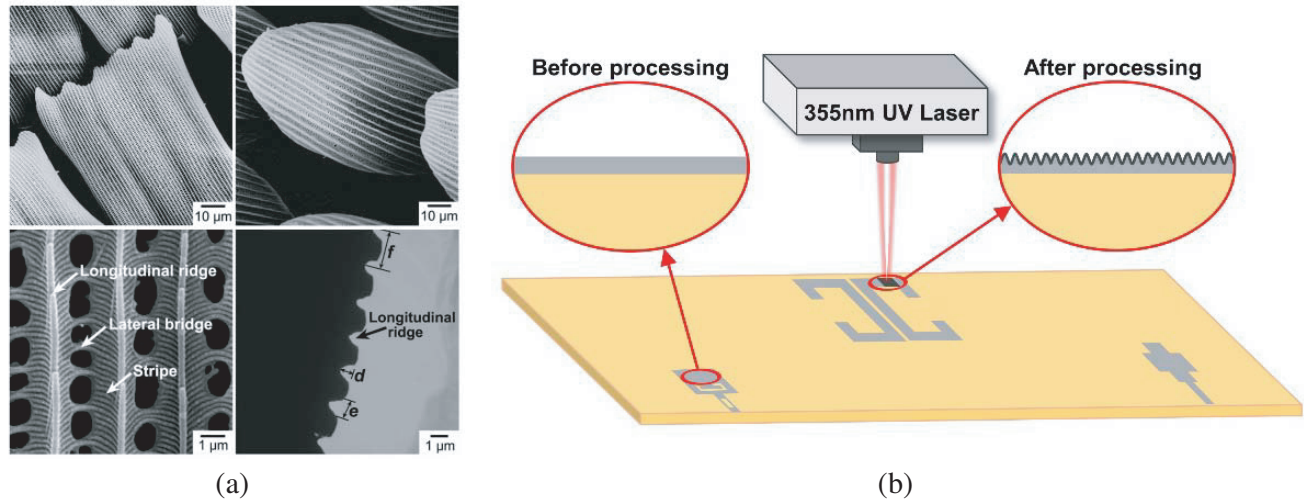 10 µm
10 µm
Longitudinal ridge
Lateral bridge
Stripe
1 µm
f
Longitudinal
ridge
d
e
1 µm
(a)
Before processing
355nm UV Laser
After processing
(b)